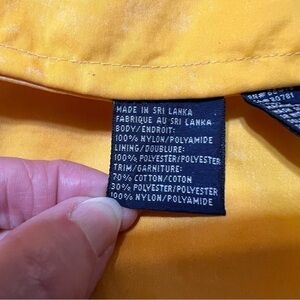 MADE IN SRI LANKA
FABRIQUE AU SRI LANKA
BODY/ENDROIT:
100% NYLON/POLYAMIDE
LINING/DOUBLURE:
100% POLYESTER/POLYESTER
TRIM/GARNITURE:
70% COTTON/COTON
30% POLYESTER/POLYESTER
100% NYLON/POLYAMIDE